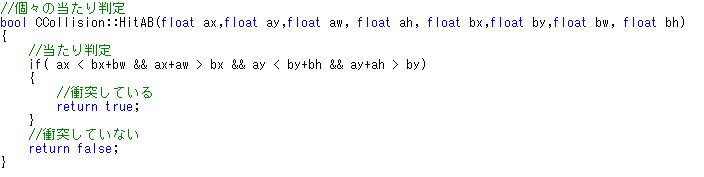 //個々の当たり判定
bool CCollision::HitAB(float ax,float ay,float aw, float ah, float bx,float by,float bw, float bh)
{
    //当たり判定
    if( ax < bx+bw && ax+aw > bx && ay < by+bh && ay+ah > by)
    {
        //衝突している
        return true;
    }
    //衝突していない
    return false;
}